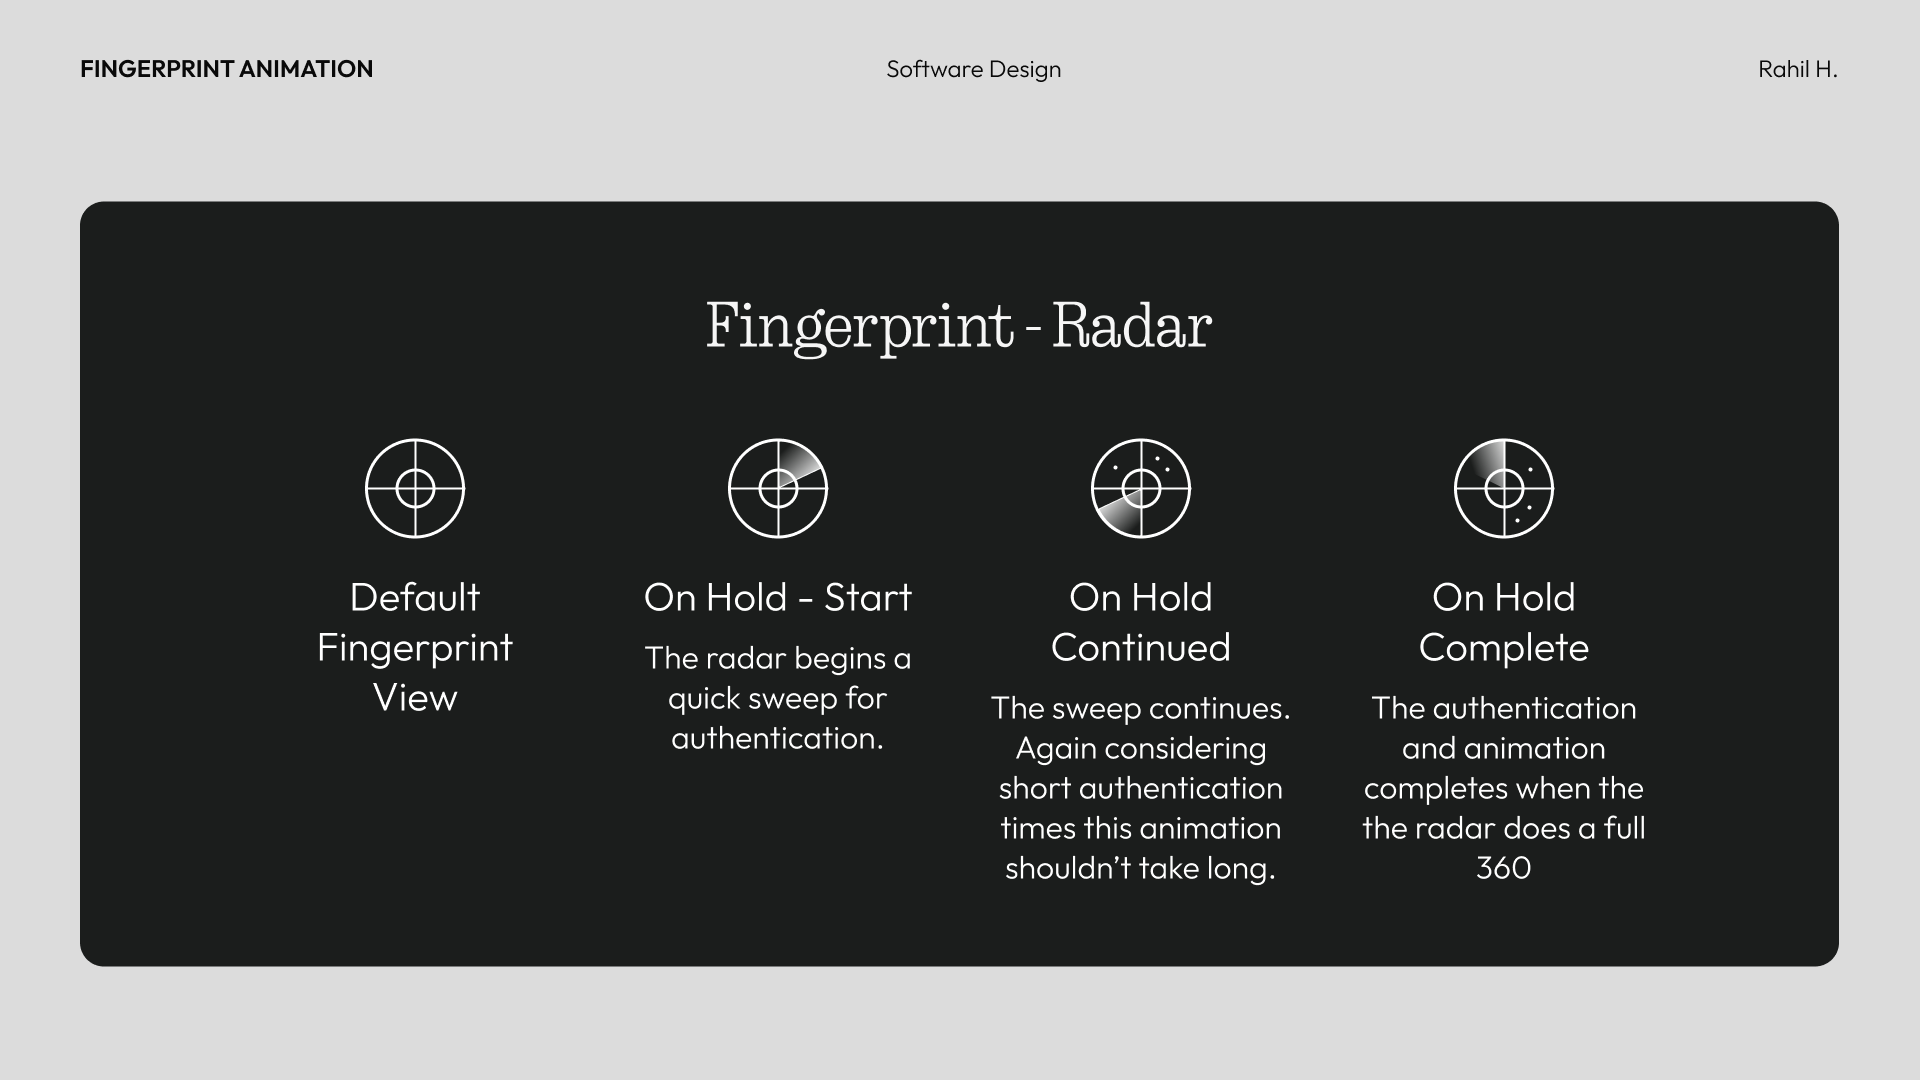 FINGERPRINT ANIMATION
Software Design
Rahil H.
Fingerprint - Radar
Default
Fingerprint
View
On Hold - Start
The radar begins a
quick sweep for
authentication.
On Hold
Continued
The sweep continues.
Again considering
short authentication
times this animation
shouldn’t take long.
On Hold
Complete
The authentication
and animation
completes when the
the radar does a full
360